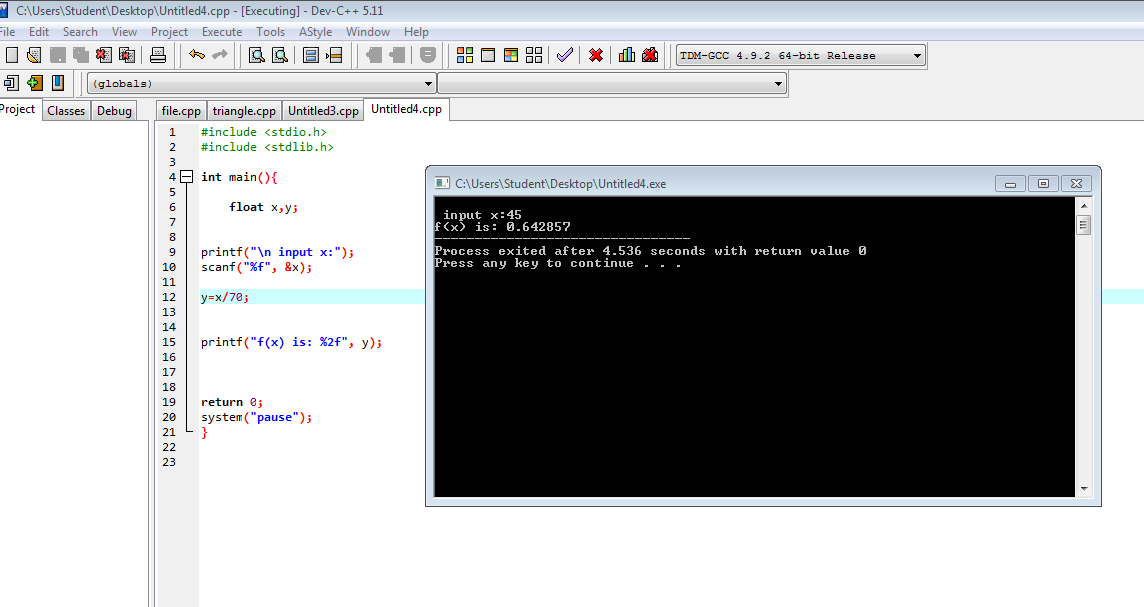 C:\Users\Student\Desktop\Untitled4.cpp - [Executing] - Dev-C++ 5.11
File Edit Search View Project Execute Tools AStyle Window Help
TDM-GCC 4.9.2 64-bit Release
(globals)
Project Classes Debug file.cpp triangle.cpp Untitled3.cpp Untitled4.cpp
1 #include <stdio.h>
2 #include <stdlib.h>
3
4 int main(){
5
6 float x,y;
7
8
9 printf("\n input x:");
10 scanf("%f", &x);
11
12 y=x/70;
13
14
15 printf("f(x) is: %2f", y);
16
17
18
19 return 0;
20 system("pause");
21 }
22
23
C:\Users\Student\Desktop\Untitled4.exe
input x:45
f(x) is: 0.642857
--------------------------------
Process exited after 4.536 seconds with return value 0
Press any key to continue . . .